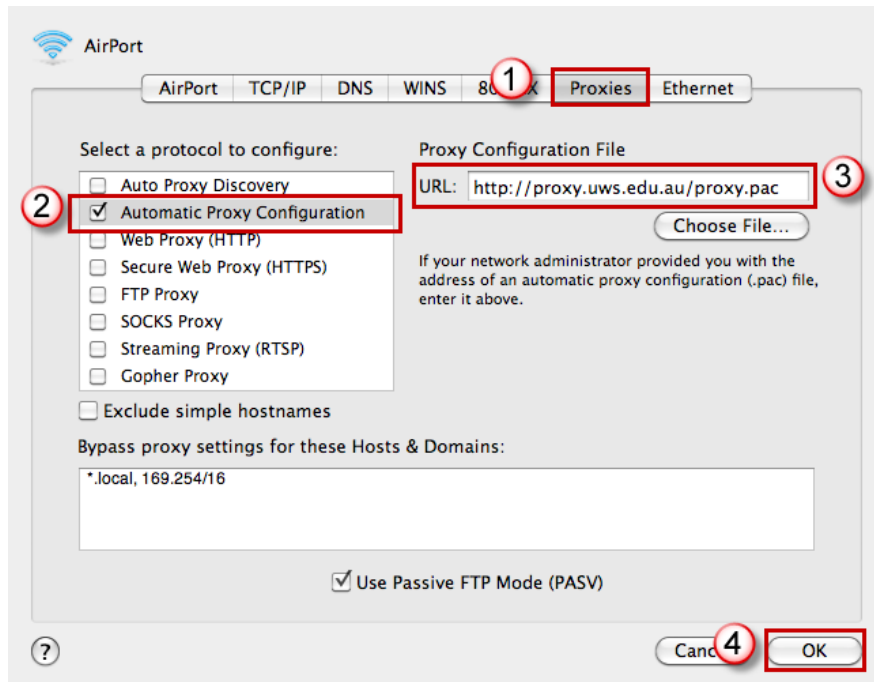 AirPort
AirPort TCP/IP DNS WINS Proxies Ethernet
1
Select a protocol to configure:
Auto Proxy Discovery
Automatic Proxy Configuration
Web Proxy (HTTP)
Secure Web Proxy (HTTPS)
FTP Proxy
SOCKS Proxy
Streaming Proxy (RTSP)
Gopher Proxy
2
Exclude simple hostnames
Proxy Configuration File
URL: http://proxy.uws.edu.au/proxy.pac
3
Choose File...
If your network administrator provided you with the
address of an automatic proxy configuration (.pac) file,
enter it above.
Bypass proxy settings for these Hosts & Domains:
*.local, 169.254/16
Use Passive FTP Mode (PASV)
?
4
OK